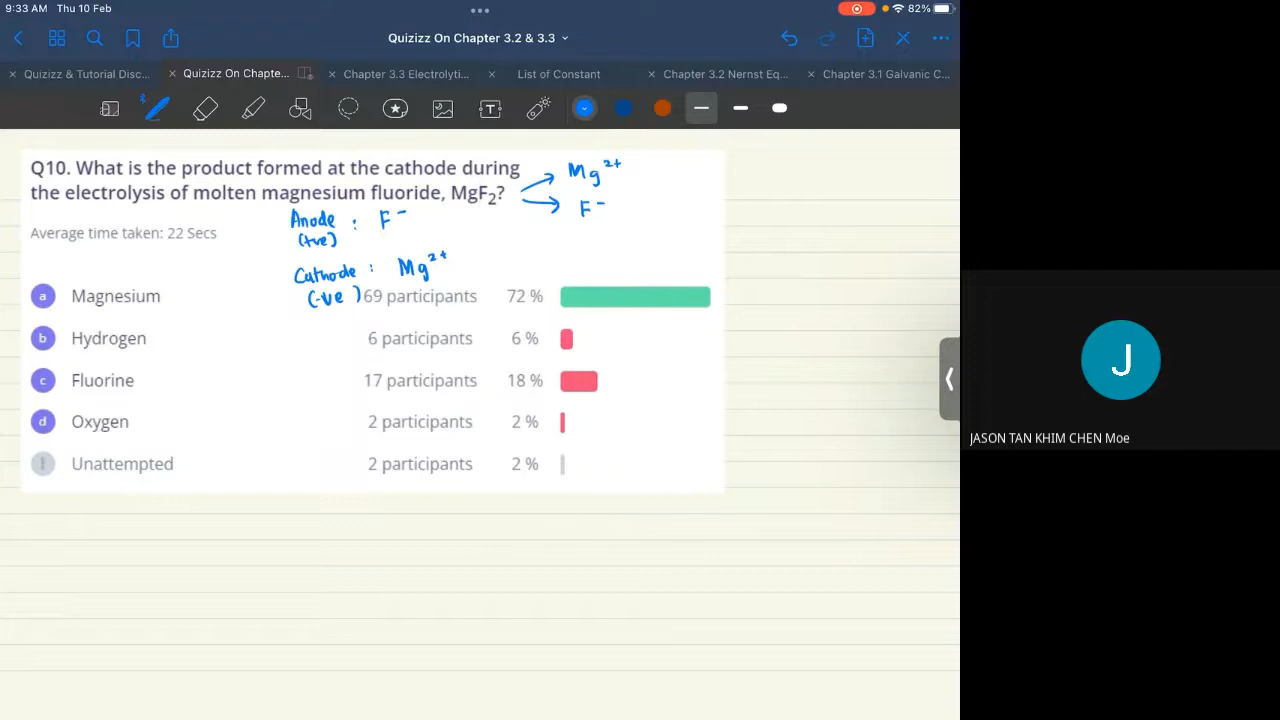 9:33 AM Thu 10 Feb
82%
Quizizz On Chapter 3.2 & 3.3
Quizizz & Tutorial Disc...
Quizizz On Chapte...
Chapter 3.3 Electrolyti...
List of Constant
Chapter 3.2 Nernst Eq...
Chapter 3.1 Galvanic C...
Q10. What is the product formed at the cathode during
the electrolysis of molten magnesium fluoride, MgF₂?
Mg²⁺
F⁻
Average time taken: 22 Secs
Anode : F⁻
(+ve)
Cathode : Mg²⁺
(-ve)
a Magnesium 69 participants 72 %
b Hydrogen 6 participants 6 %
c Fluorine 17 participants 18 %
d Oxygen 2 participants 2 %
! Unattempted 2 participants 2 %
J
JASON TAN KHIM CHEN Moe